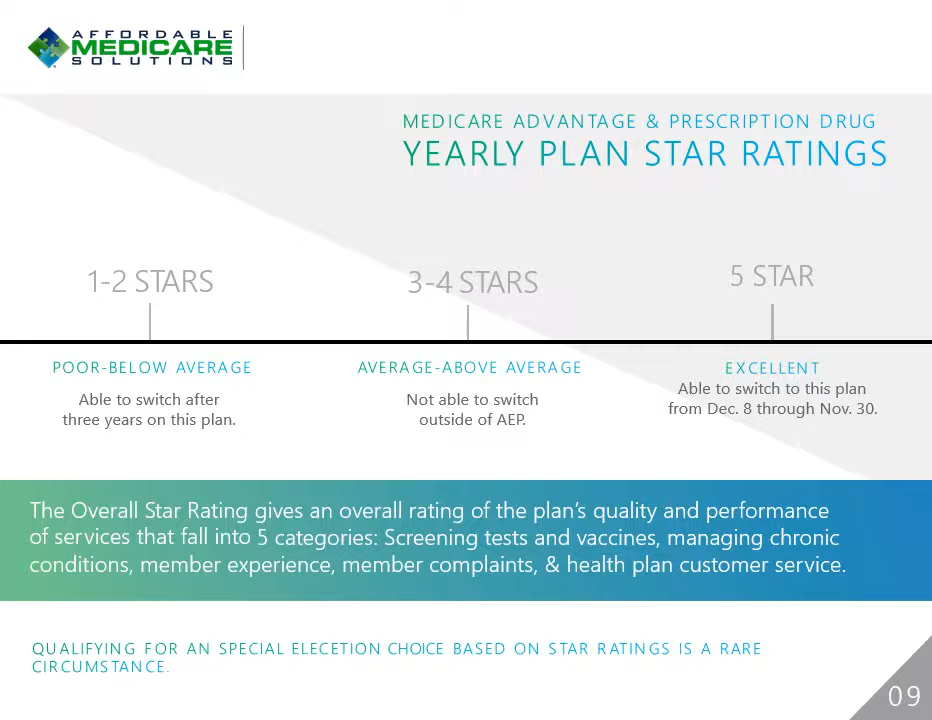 AFFORDABLE
MEDICARE
SOLUTIONS
MEDICARE ADVANTAGE & PRESCRIPTION DRUG
YEARLY PLAN STAR RATINGS
1-2 STARS
POOR-BELOW AVERAGE
Able to switch after
three years on this plan.
3-4 STARS
AVERAGE-ABOVE AVERAGE
Not able to switch
outside of AEP.
5 STAR
EXCELLENT
Able to switch to this plan
from Dec. 8 through Nov. 30.
The Overall Star Rating gives an overall rating of the plan's quality and performance
of services that fall into 5 categories: Screening tests and vaccines, managing chronic
conditions, member experience, member complaints, & health plan customer service.
QUALIFYING FOR AN SPECIAL ELECETION CHOICE BASED ON STAR RATINGS IS A RARE
CIRCUMSTANCE.
09